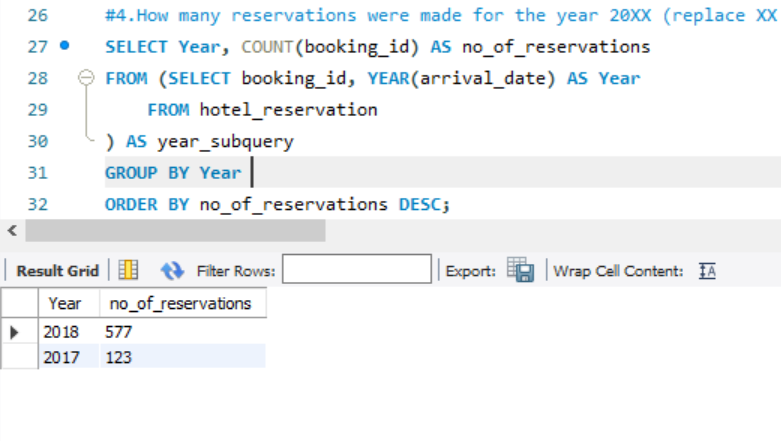 26 #4.How many reservations were made for the year 20XX (replace XX
27 SELECT Year, COUNT(booking_id) AS no_of_reservations
28 FROM (SELECT booking_id, YEAR(arrival_date) AS Year
29 FROM hotel_reservation
30 ) AS year_subquery
31 GROUP BY Year
32 ORDER BY no_of_reservations DESC;
Result Grid Filter Rows: Export: Wrap Cell Content: IA
Year no_of_reservations
2018 577
2017 123